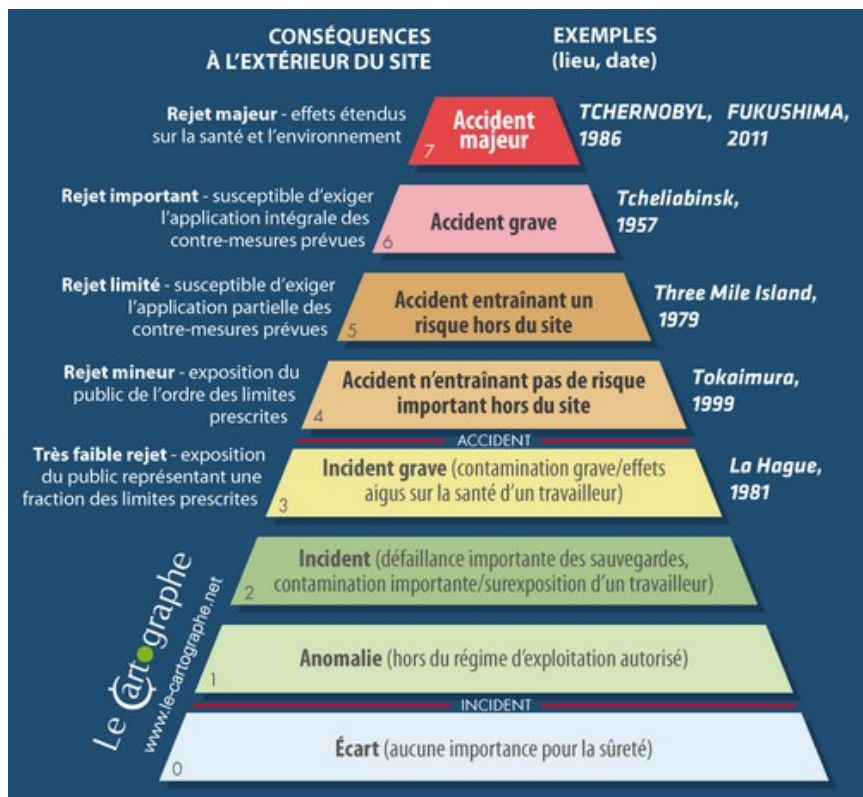 CONSÉQUENCES
À L'EXTÉRIEUR DU SITE
EXEMPLES
(lieu, date)
Rejet majeur - effets étendus
sur la santé et l'environnement
Accident
majeur
7
TCHERNOBYL,
1986
FUKUSHIMA,
2011
Rejet important - susceptible d'exiger
l'application intégrale des
contre-mesures prévues
Accident grave
6
Tcheliabinsk,
1957
Rejet limité - susceptible d'exiger
l'application partielle des
contre-mesures prévues
Accident entraînant un
risque hors du site
5
Three Mile Island,
1979
Rejet mineur - exposition du
public de l'ordre des limites
prescrites
Accident n'entraînant pas de risque
important hors du site
4
Tokaimura,
1999
ACCIDENT
Très faible rejet - exposition
du public représentant une
fraction des limites prescrites
Incident grave (contamination grave/effets
aigus sur la santé d'un travailleur)
3
La Hague,
1981
Incident (défaillance importante des sauvegardes,
contamination importante/surexposition d'un travailleur)
2
Anomalie (hors du régime d'exploitation autorisé)
1
INCIDENT
Écart (aucune importance pour la sûreté)
0
Le Cartographe
www.le-cartographe.net